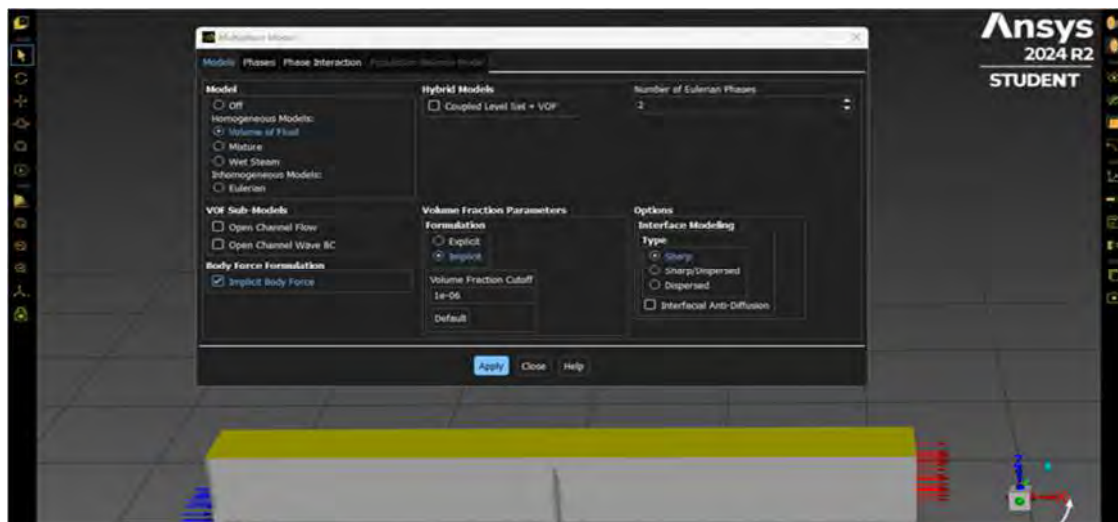 Ansys
2024 R2
STUDENT
Multiphase Model
Models Phases Phase Interaction Population Balance Model
Model
Off
Homogeneous Models:
Volume of Fluid
Mixture
Wet Steam
Inhomogeneous Models:
Eulerian
Hybrid Models
Coupled Level Set + VOF
Number of Eulerian Phases
2
VOF Sub-Models
Open Channel Flow
Open Channel Wave BC
Body Force Formulation
Implicit Body Force
Volume Fraction Parameters
Formulation
Explicit
Implicit
Volume Fraction Cutoff
1e-06
Default
Options
Interface Modeling
Type
Sharp
Sharp/Dispersed
Dispersed
Interfacial Anti-Diffusion
Apply Close Help